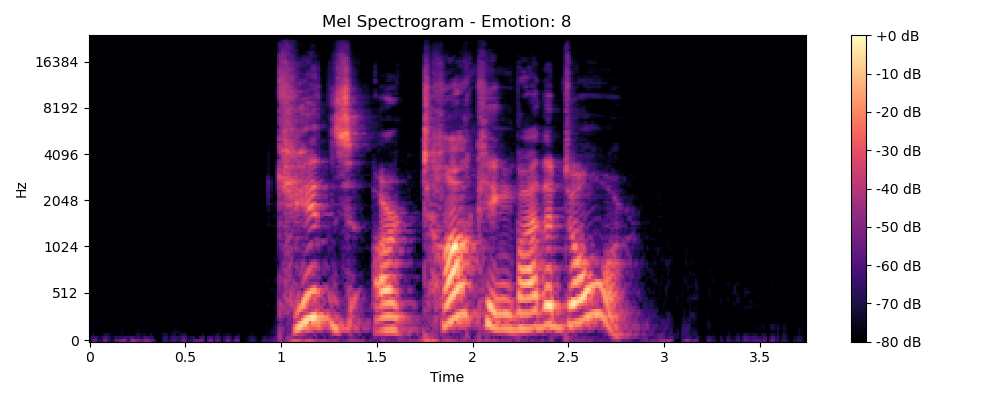 Mel Spectrogram - Emotion: 8
Hz
16384
8192
4096
2048
1024
512
0
0 0.5 1 1.5 2 2.5 3 3.5
Time
+0 dB
-10 dB
-20 dB
-30 dB
-40 dB
-50 dB
-60 dB
-70 dB
-80 dB